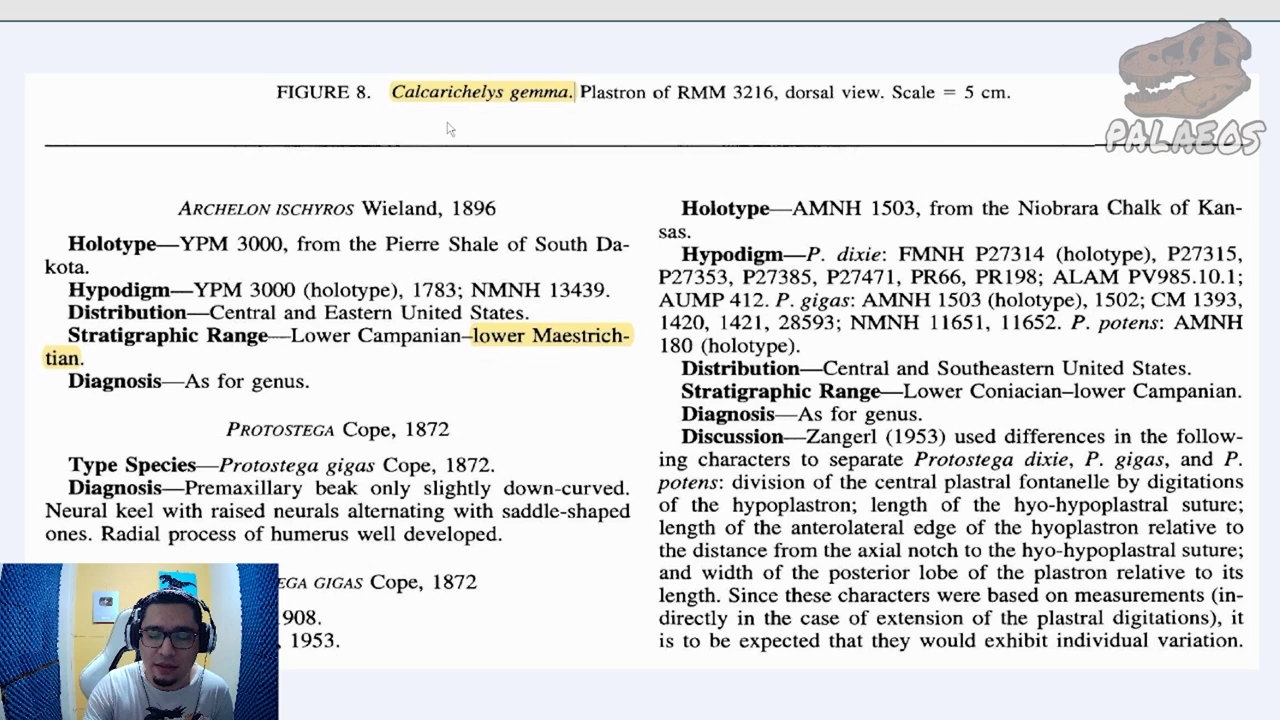 FIGURE 8. Calcarichelys gemma. Plastron of RMM 3216, dorsal view. Scale = 5 cm.
PALAEOS
ARCHELON ISCHYROS Wieland, 1896
Holotype—YPM 3000, from the Pierre Shale of South Da-
kota.
Hypodigm—YPM 3000 (holotype), 1783; NMNH 13439.
Distribution—Central and Eastern United States.
Stratigraphic Range—Lower Campanian–lower Maestrich-
tian.
Diagnosis—As for genus.
PROTOSTEGA Cope, 1872
Type Species—Protostega gigas Cope, 1872.
Diagnosis—Premaxillary beak only slightly down-curved.
Neural keel with raised neurals alternating with saddle-shaped
ones. Radial process of humerus well developed.
EGA GIGAS Cope, 1872
908.
1953.
Holotype—AMNH 1503, from the Niobrara Chalk of Kan-
sas.
Hypodigm—P. dixie: FMNH P27314 (holotype), P27315,
P27353, P27385, P27471, PR66, PR198; ALAM PV985.10.1;
AUMP 412. P. gigas: AMNH 1503 (holotype), 1502; CM 1393,
1420, 1421, 28593; NMNH 11651, 11652. P. potens: AMNH
180 (holotype).
Distribution—Central and Southeastern United States.
Stratigraphic Range—Lower Coniacian–lower Campanian.
Diagnosis—As for genus.
Discussion—Zangerl (1953) used differences in the follow-
ing characters to separate Protostega dixie, P. gigas, and P.
potens: division of the central plastral fontanelle by digitations
of the hypoplastron; length of the hyo-hypoplastral suture;
length of the anterolateral edge of the hyoplastron relative to
the distance from the axial notch to the hyo-hypoplastral suture;
and width of the posterior lobe of the plastron relative to its
length. Since these characters were based on measurements (in-
directly in the case of extension of the plastral digitations), it
is to be expected that they would exhibit individual variation.